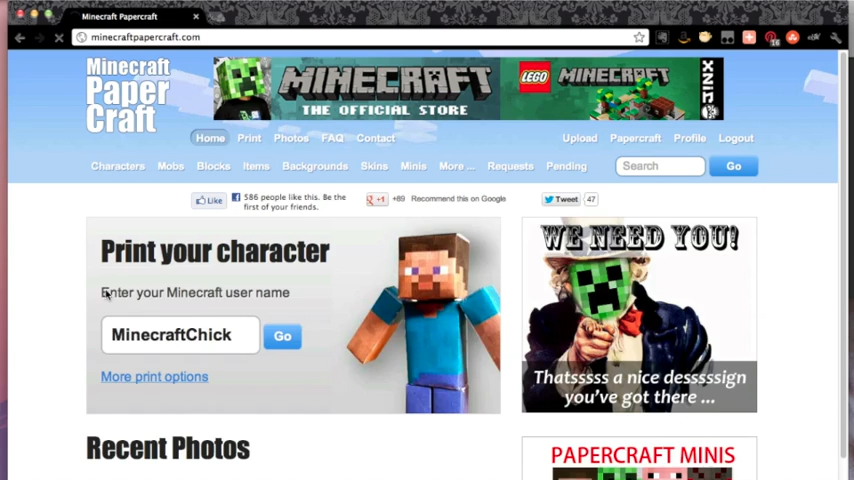 Minecraft Papercraft
minecraftpapercraft.com
Minecraft
Paper
Craft
MINECRAFT
THE OFFICIAL STORE
LEGO MINECRAFT
JINX
Home Print Photos FAQ Contact
Upload Papercraft Profile Logout
Characters Mobs Blocks Items Backgrounds Skins Minis More ... Requests Pending
Search Go
Like 586 people like this. Be the
first of your friends.
+1 +89 Recommend this on Google
Tweet 47
Print your character
Enter your Minecraft user name
MinecraftChick Go
More print options
WE NEED YOU!
Thatsssss a nice desssssign
you've got there ...
Recent Photos
PAPERCRAFT MINIS